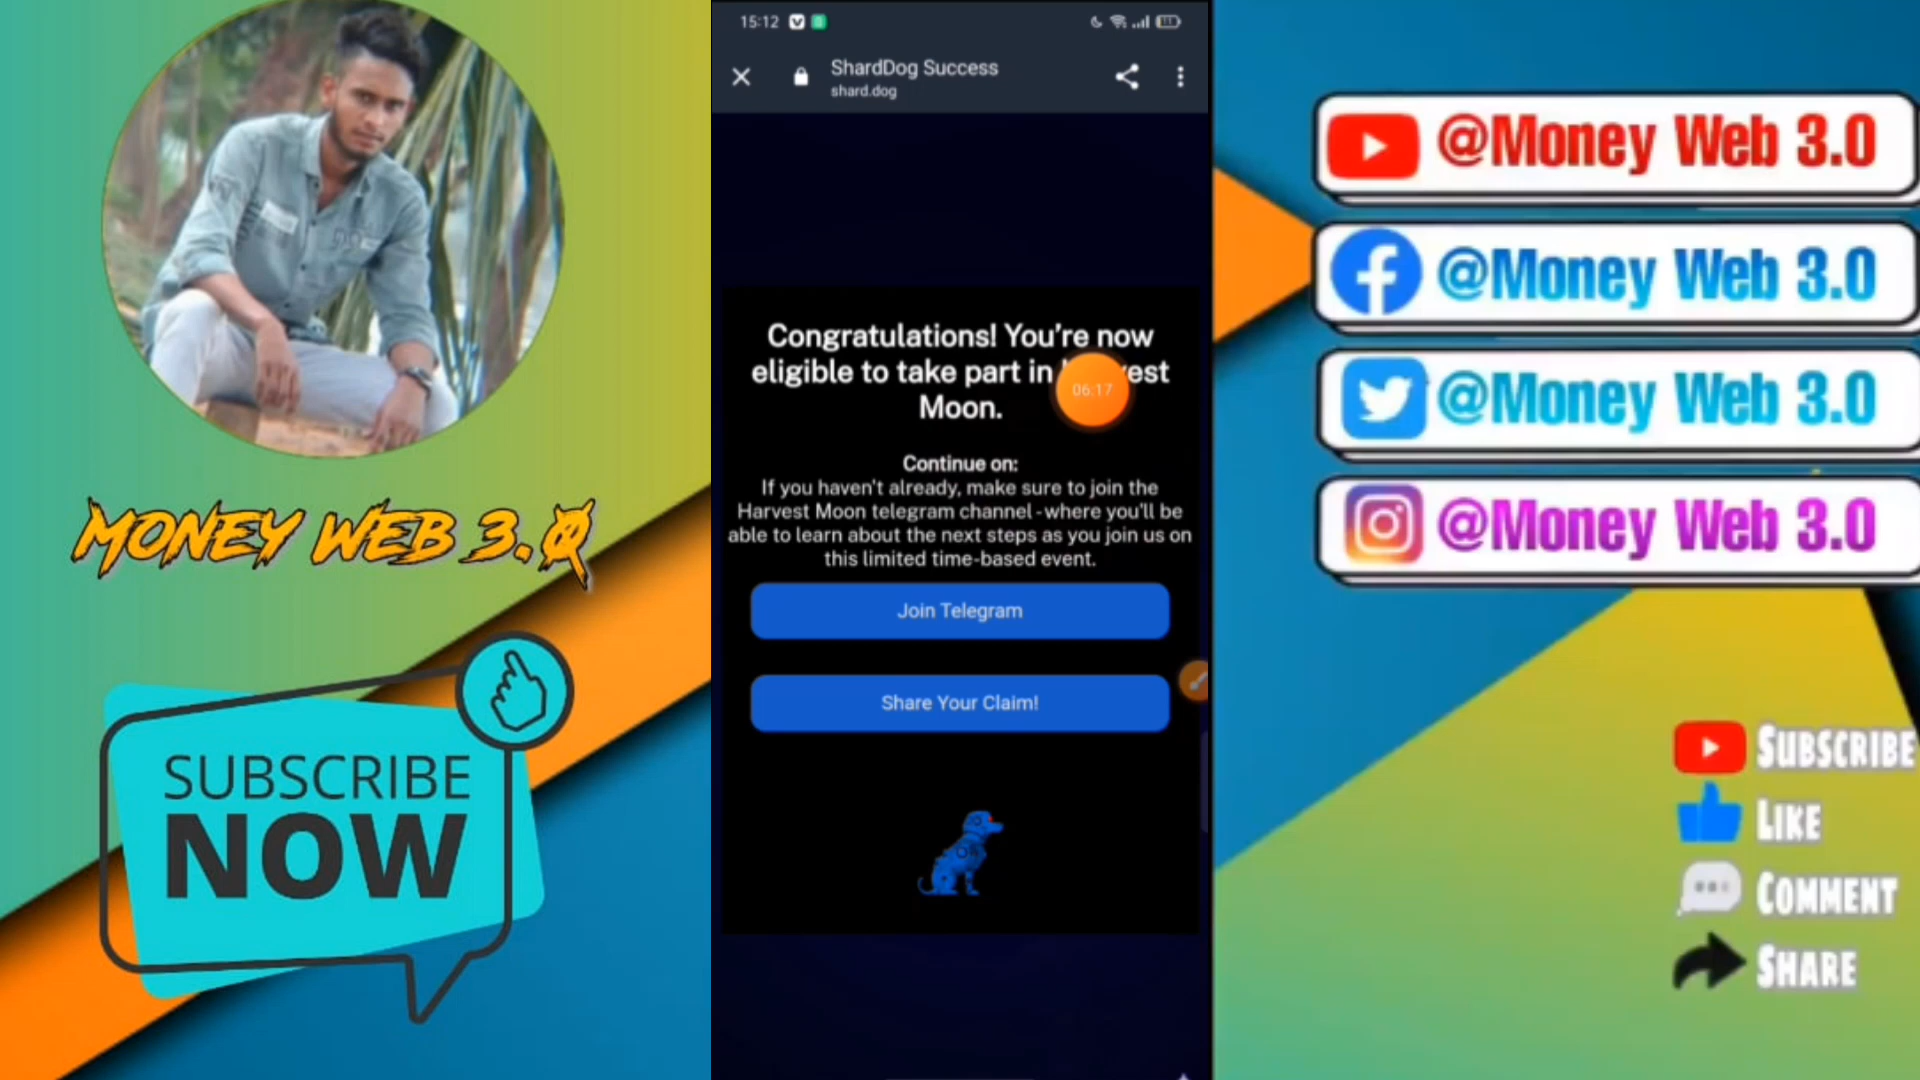 MONEY WEB 3.0
SUBSCRIBE
NOW
15:12
ShardDog Success
shard.dog
Congratulations! You're now
eligible to take part in
Moon.
06:17
Continue on:
If you haven't already, make sure to join the
Harvest Moon telegram channel - where you'll be
able to learn about the next steps as you join us on
this limited time-based event.
Join Telegram
Share Your Claim!
@Money Web 3.0
@Money Web 3.0
@Money Web 3.0
@Money Web 3.0
SUBSCRIBE
LIKE
COMMENT
SHARE